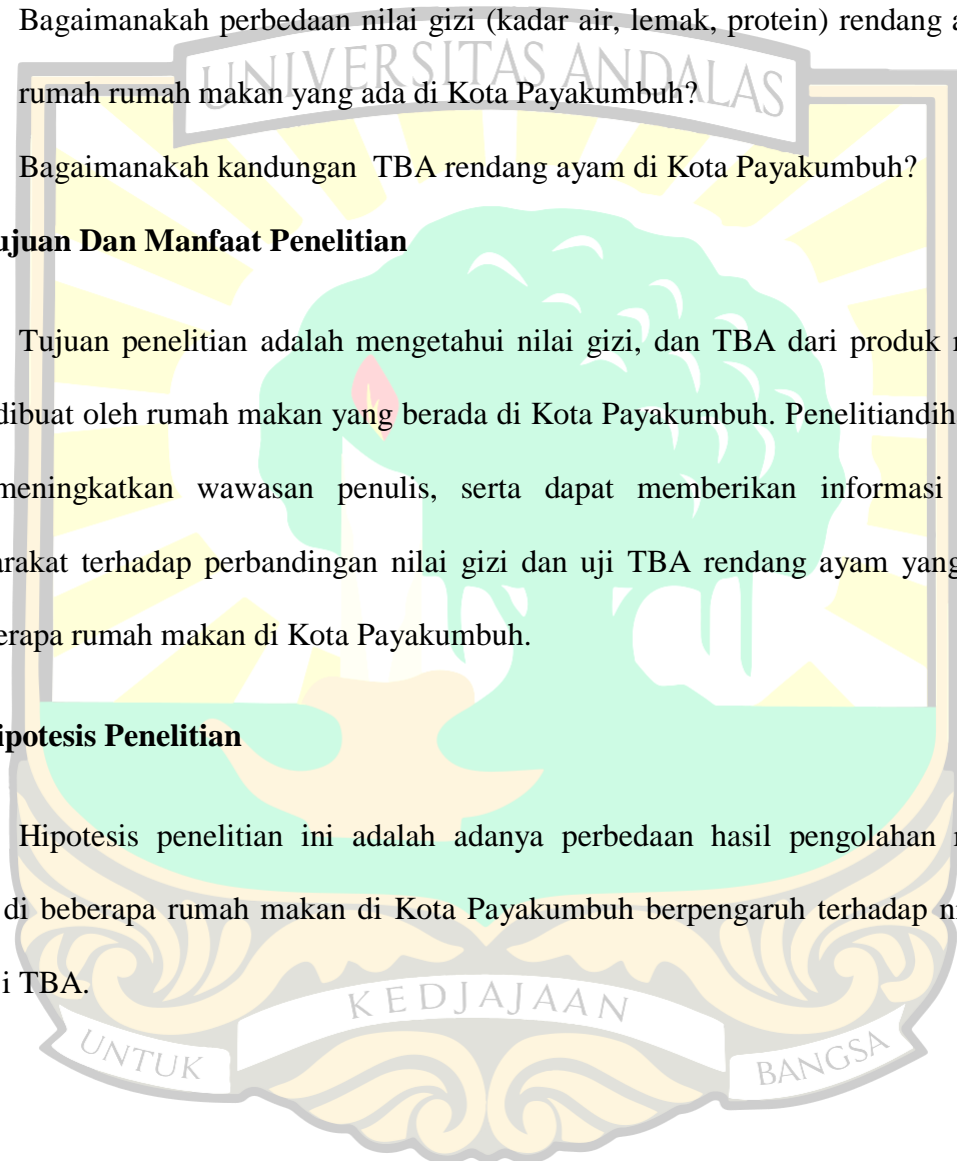 Bagaimanakah perbedaan nilai gizi (kadar air, lemak, protein) rendang
UNIVERSITAS ANDALAS
rumah rumah makan yang ada di Kota Payakumbuh?
Bagaimanakah kandungan TBA rendang ayam di Kota Payakumbuh?
ujuan Dan Manfaat Penelitian
Tujuan penelitian adalah mengetahui nilai gizi, dan TBA dari produk
dibuat oleh rumah makan yang berada di Kota Payakumbuh. Penelitiandih
meningkatkan wawasan penulis, serta dapat memberikan informasi
arakat terhadap perbandingan nilai gizi dan uji TBA rendang ayam yang
erapa rumah makan di Kota Payakumbuh.
ipotesis Penelitian
Hipotesis penelitian ini adalah adanya perbedaan hasil pengolahan
di beberapa rumah makan di Kota Payakumbuh berpengaruh terhadap
i TBA.
KEDJAJAAN
UNTUK
BANGSA